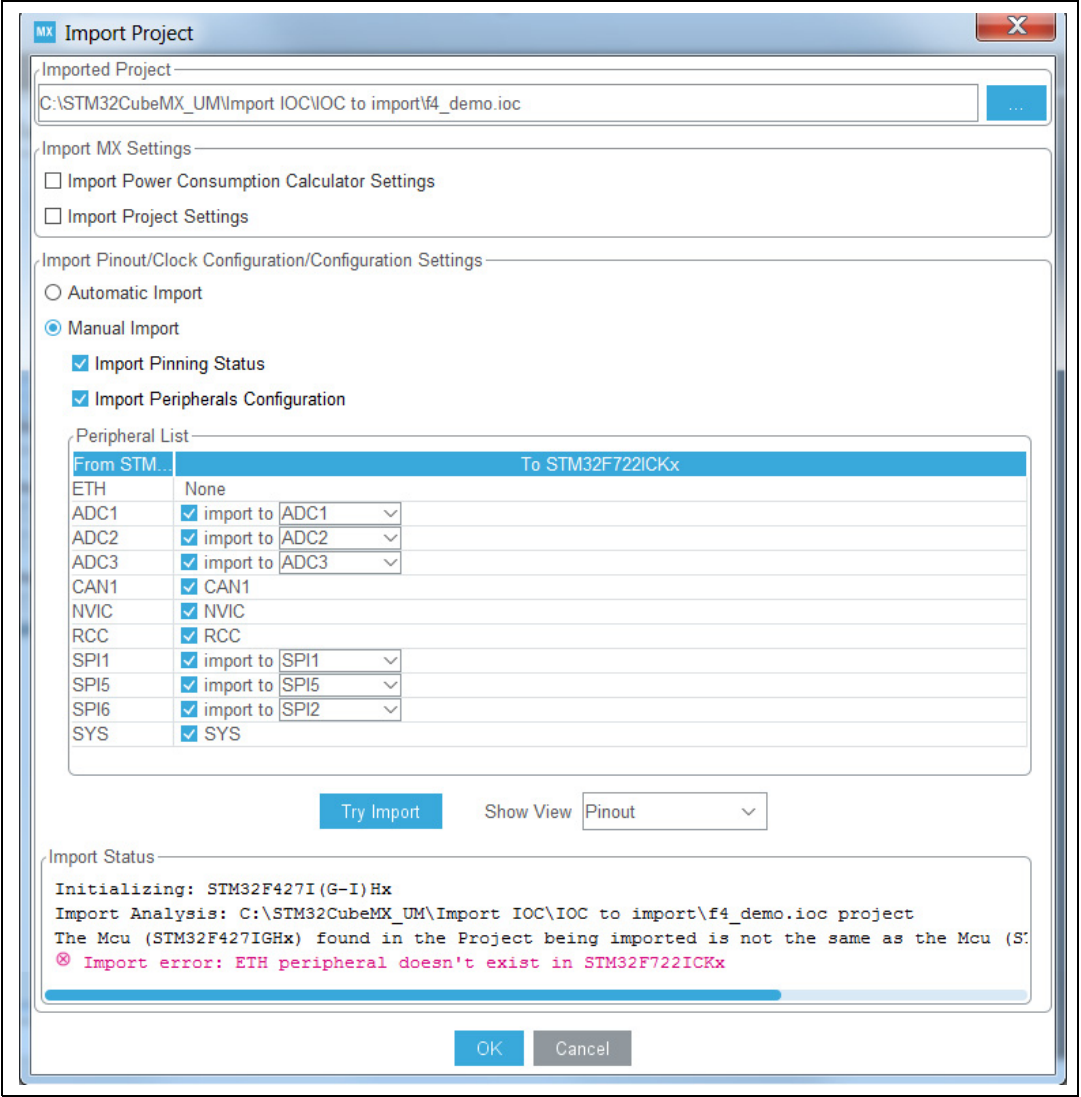 MX Import Project X
Imported Project
C:\STM32CubeMX_UM\Import IOC\IOC to import\f4_demo.ioc ...
Import MX Settings
Import Power Consumption Calculator Settings
Import Project Settings
Import Pinout/Clock Configuration/Configuration Settings
Automatic Import
Manual Import
Import Pinning Status
Import Peripherals Configuration
Peripheral List
From STM... To STM32F722ICKx
ETH None
ADC1 import to ADC1
ADC2 import to ADC2
ADC3 import to ADC3
CAN1 CAN1
NVIC NVIC
RCC RCC
SPI1 import to SPI1
SPI5 import to SPI5
SPI6 import to SPI2
SYS SYS
Try Import Show View Pinout
Import Status
Initializing: STM32F427I(G-I)Hx
Import Analysis: C:\STM32CubeMX_UM\Import IOC\IOC to import\f4_demo.ioc project
The Mcu (STM32F427IGHx) found in the Project being imported is not the same as the Mcu
Import error: ETH peripheral doesn't exist in STM32F722ICKx
OK Cancel